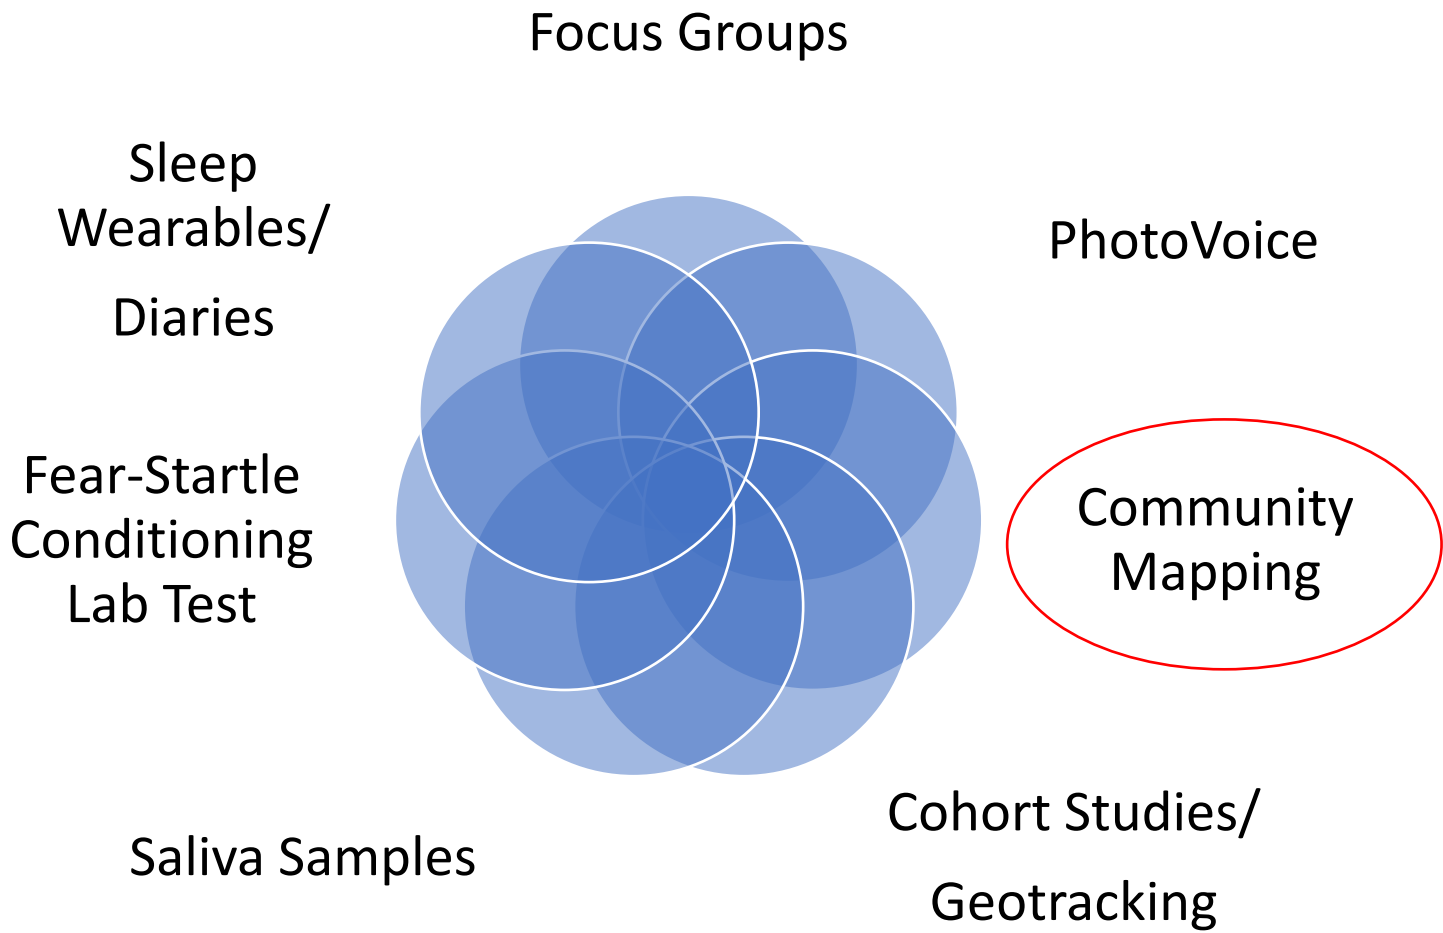 Focus Groups
Sleep
Wearables/
Diaries
PhotoVoice
Fear-Startle
Conditioning
Lab Test
Community
Mapping
Saliva Samples
Cohort Studies/
Geotracking